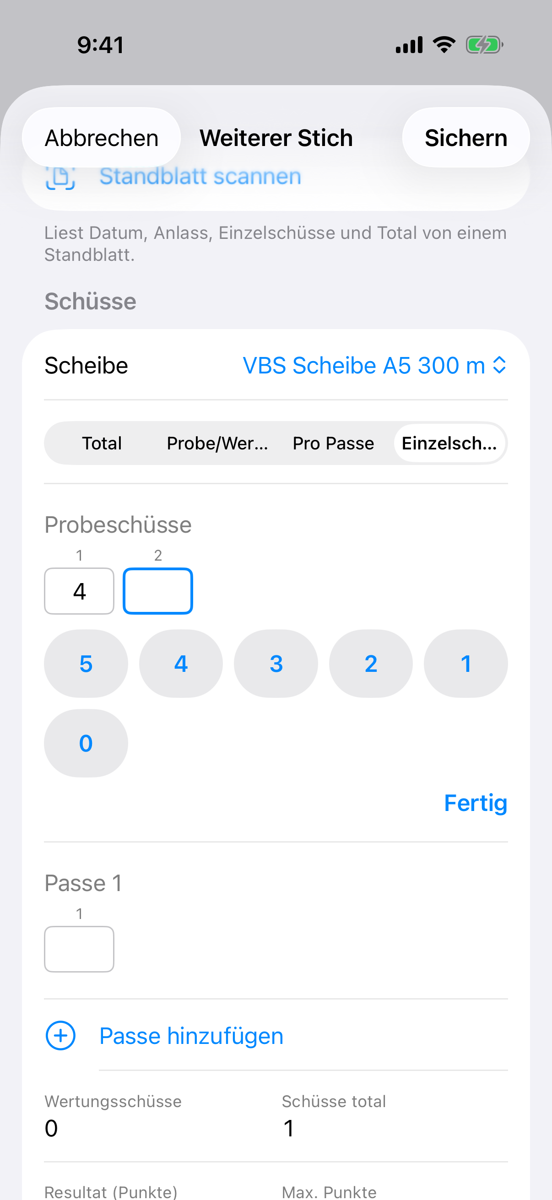 9:41
Abbrechen
Weiterer Stich
Sichern
Standblatt scannen
Liest Datum, Anlass, Einzelschüsse und Total von einem
Standblatt.
Schüsse
Scheibe
VBS Scheibe A5 300 m
Total
Probe/Wer...
Pro Passe
Einzelsch...
Probeschüsse
1 2
4
5 4 3 2 1
0
Fertig
Passe 1
1
Passe hinzufügen
Wertungsschüsse Schüsse total
0 1
Resultat (Punkte) Max. Punkte